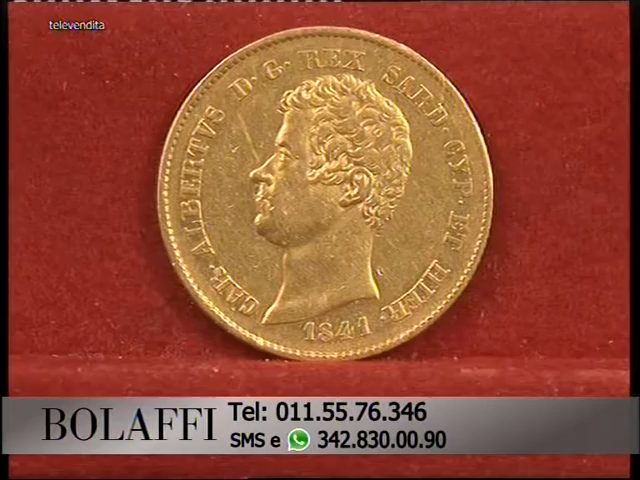 televendita
CAR. ALBERTVS D. G. REX SARD. CYP. ET HIER.
1841
BOLAFFI
Tel: 011.55.76.346
SMS e 342.830.00.90